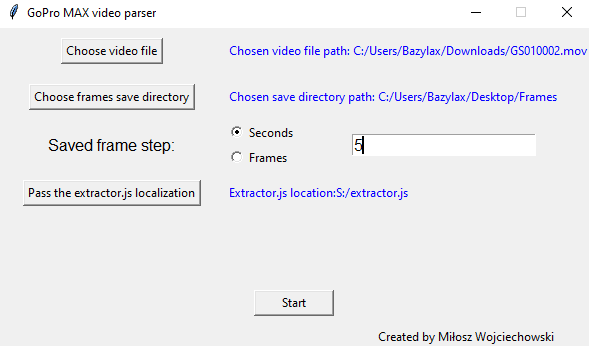 GoPro MAX video parser
Choose video file
Chosen video file path: C:/Users/Bazylax/Downloads/GS010002.mov
Choose frames save directory
Chosen save directory path: C:/Users/Bazylax/Desktop/Frames
Saved frame step:
Seconds
5
Frames
Pass the extractor.js localization
Extractor.js location:S:/extractor.js
Start
Created by Miłosz Wojciechowski